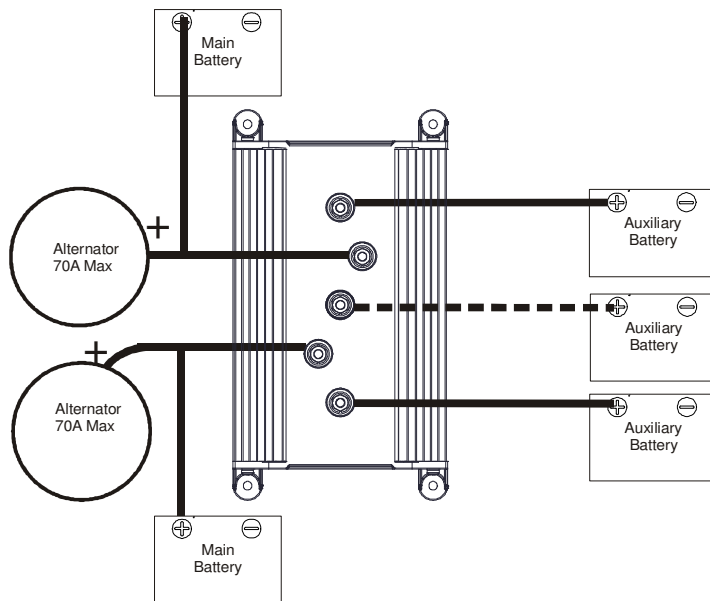 Main
Battery
Alternator
70A Max
+
Auxiliary
Battery
Auxiliary
Battery
+
Alternator
70A Max
Auxiliary
Battery
Main
Battery